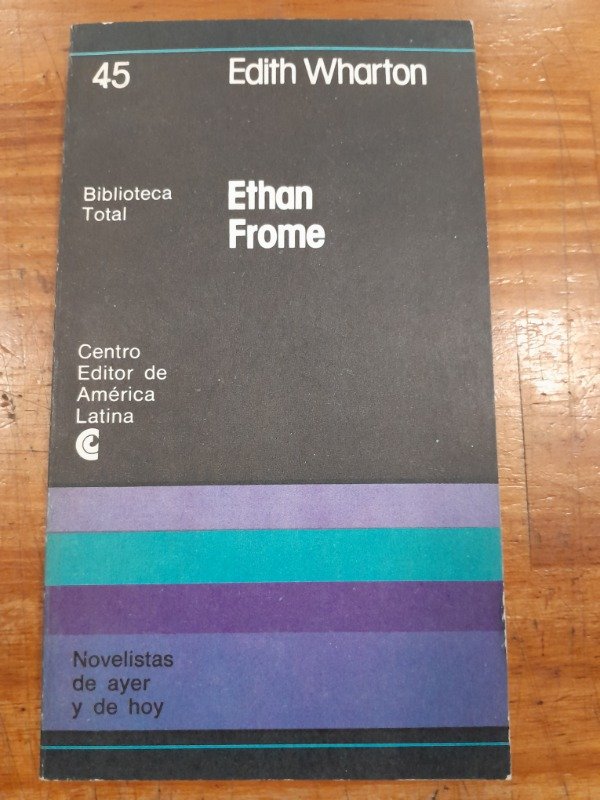 45
Edith Wharton
Biblioteca
Total
Ethan
Frome
Centro
Editor de
América
Latina
Novelistas
de ayer
y de hoy